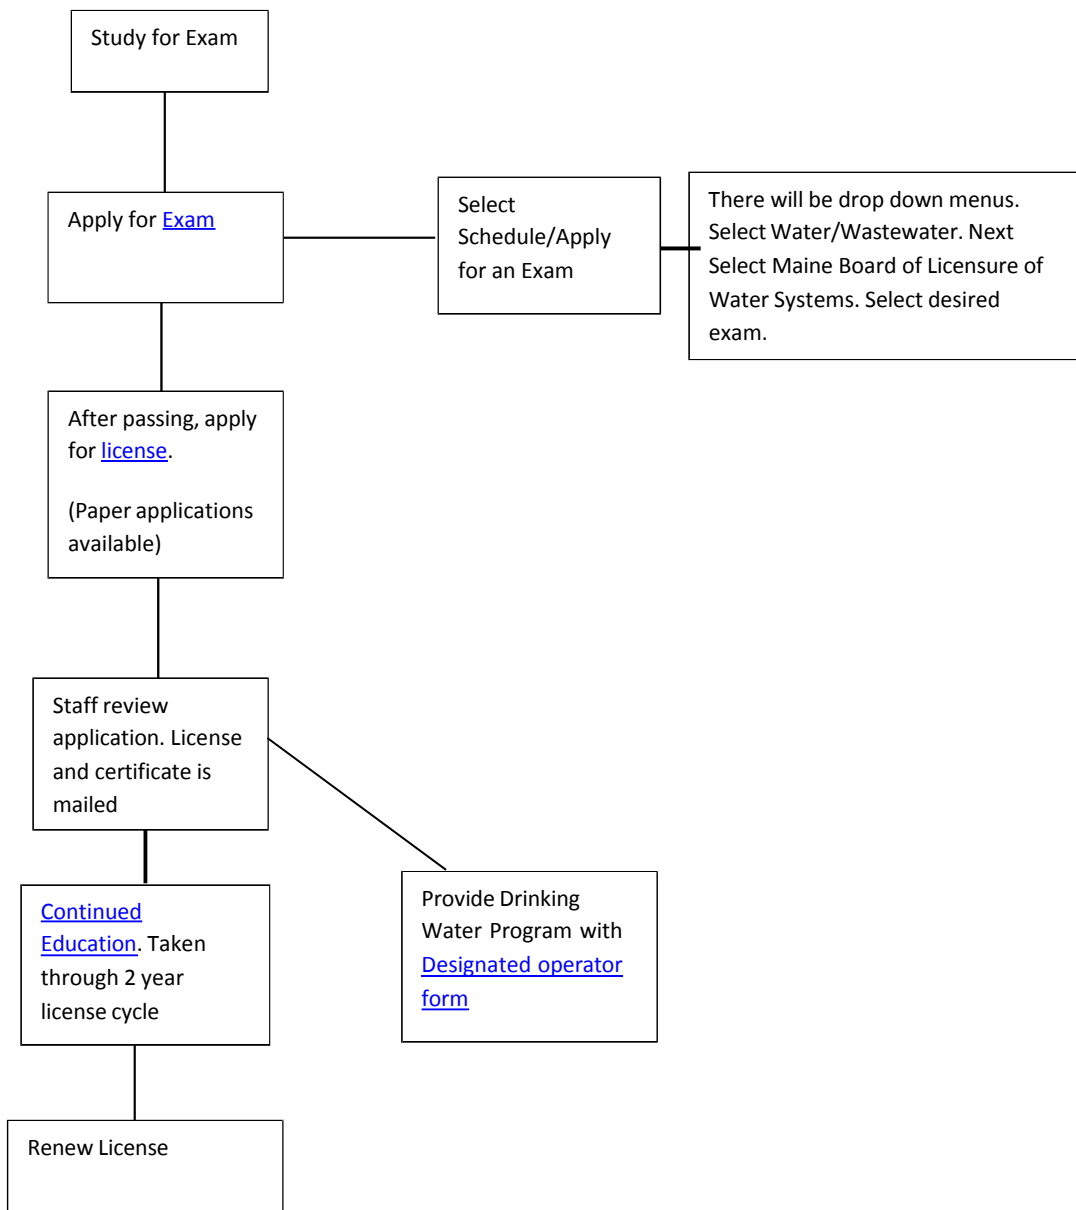 Study for Exam
Apply for Exam
Select
Schedule/Apply
for an Exam
There will be drop down menus.
Select Water/Wastewater. Next
Select Maine Board of Licensure of
Water Systems. Select desired
exam.
After passing, apply
for license.
(Paper applications
available)
Staff review
application. License
and certificate is
mailed
Continued
Education. Taken
through 2 year
license cycle
Provide Drinking
Water Program with
Designated operator
form
Renew License